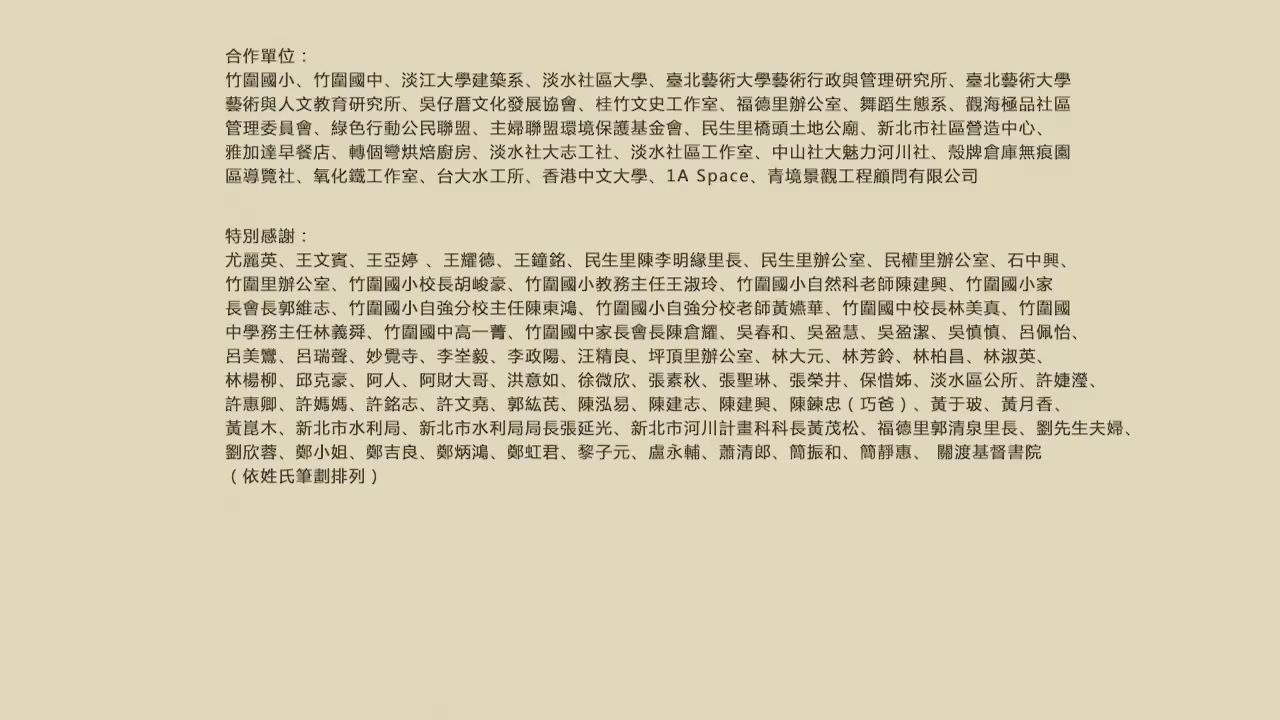 合作單位：
竹圍國小、竹圍國中、淡江大學建築系、淡水社區大學、臺北藝術大學藝術行政與管理研究所、臺北藝術大學
藝術與人文教育研究所、吳仔厝文化發展協會、桂竹文史工作室、福德里辦公室、舞蹈生態系、觀海極品社區
管理委員會、綠色行動公民聯盟、主婦聯盟環境保護基金會、民生里橋頭土地公廟、新北市社區營造中心、
雅加達早餐店、轉個彎烘焙廚房、淡水社大志工社、淡水社區工作室、中山社大魅力河川社、殼牌倉庫無痕園
區導覽社、氧化鐵工作室、台大水工所、香港中文大學、1A Space、青境景觀工程顧問有限公司
特別感謝：
尤麗英、王文賓、王亞婷 、王耀德、王鐘銘、民生里陳李明緣里長、民生里辦公室、民權里辦公室、石中興、
竹圍里辦公室、竹圍國小校長胡峻豪、竹圍國小教務主任王淑玲、竹圍國小自然科老師陳建興、竹圍國小家
長會長郭維志、竹圍國小自強分校主任陳東鴻、竹圍國小自強分校老師黃嬿華、竹圍國中校長林美真、竹圍國
中學務主任林義舜、竹圍國中高一菁、竹圍國中家長會長陳倉耀、吳春和、吳盈慧、吳盈潔、吳慎慎、呂佩怡、
呂美鸞、呂瑞聲、妙覺寺、李埄毅、李政陽、汪精良、坪頂里辦公室、林大元、林芳鈴、林柏昌、林淑英、
林楊柳、邱克豪、阿人、阿財大哥、洪意如、徐微欣、張素秋、張聖琳、張榮井、保惜姊、淡水區公所、許婕瀅、
許惠卿、許媽媽、許銘志、許文堯、郭紘芪、陳泓易、陳建志、陳建興、陳鍊忠（巧爸）、黃于玻、黃月香、
黃崑木、新北市水利局、新北市水利局局長張延光、新北市河川計畫科科長黃茂松、福德里郭清泉里長、劉先生夫婦、
劉欣蓉、鄭小姐、鄭吉良、鄭炳鴻、鄭虹君、黎子元、盧永輔、蕭清郎、簡振和、簡靜惠、 關渡基督書院
（依姓氏筆劃排列）